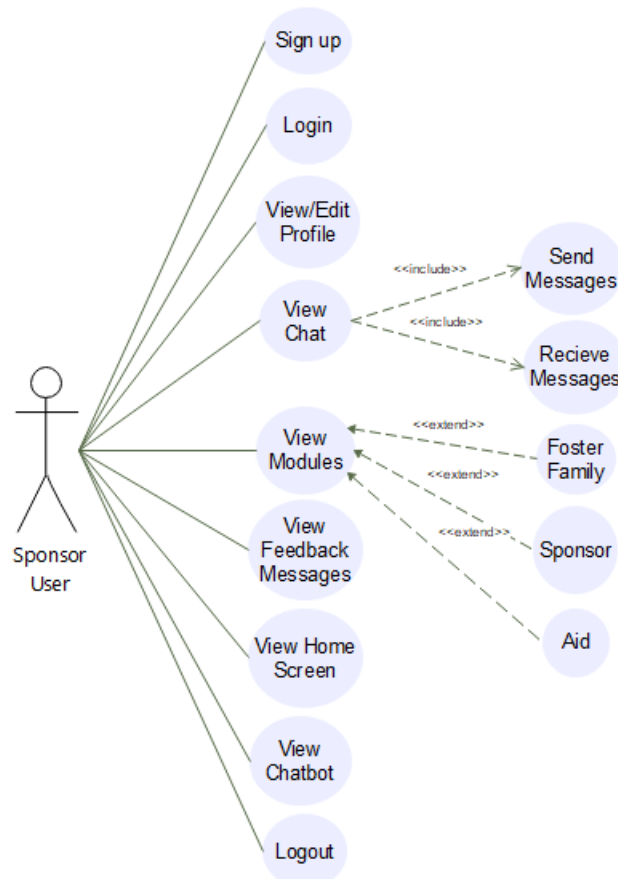 Sign up
Login
View/Edit
Profile
View
Chat
<<include>>
Send
Messages
<<include>>
Recieve
Messages
View
Modules
<<extend>>
Foster
Family
<<extend>>
Sponsor
<<extend>>
Aid
Sponsor
User
View
Feedback
Messages
View Home
Screen
View
Chatbot
Logout